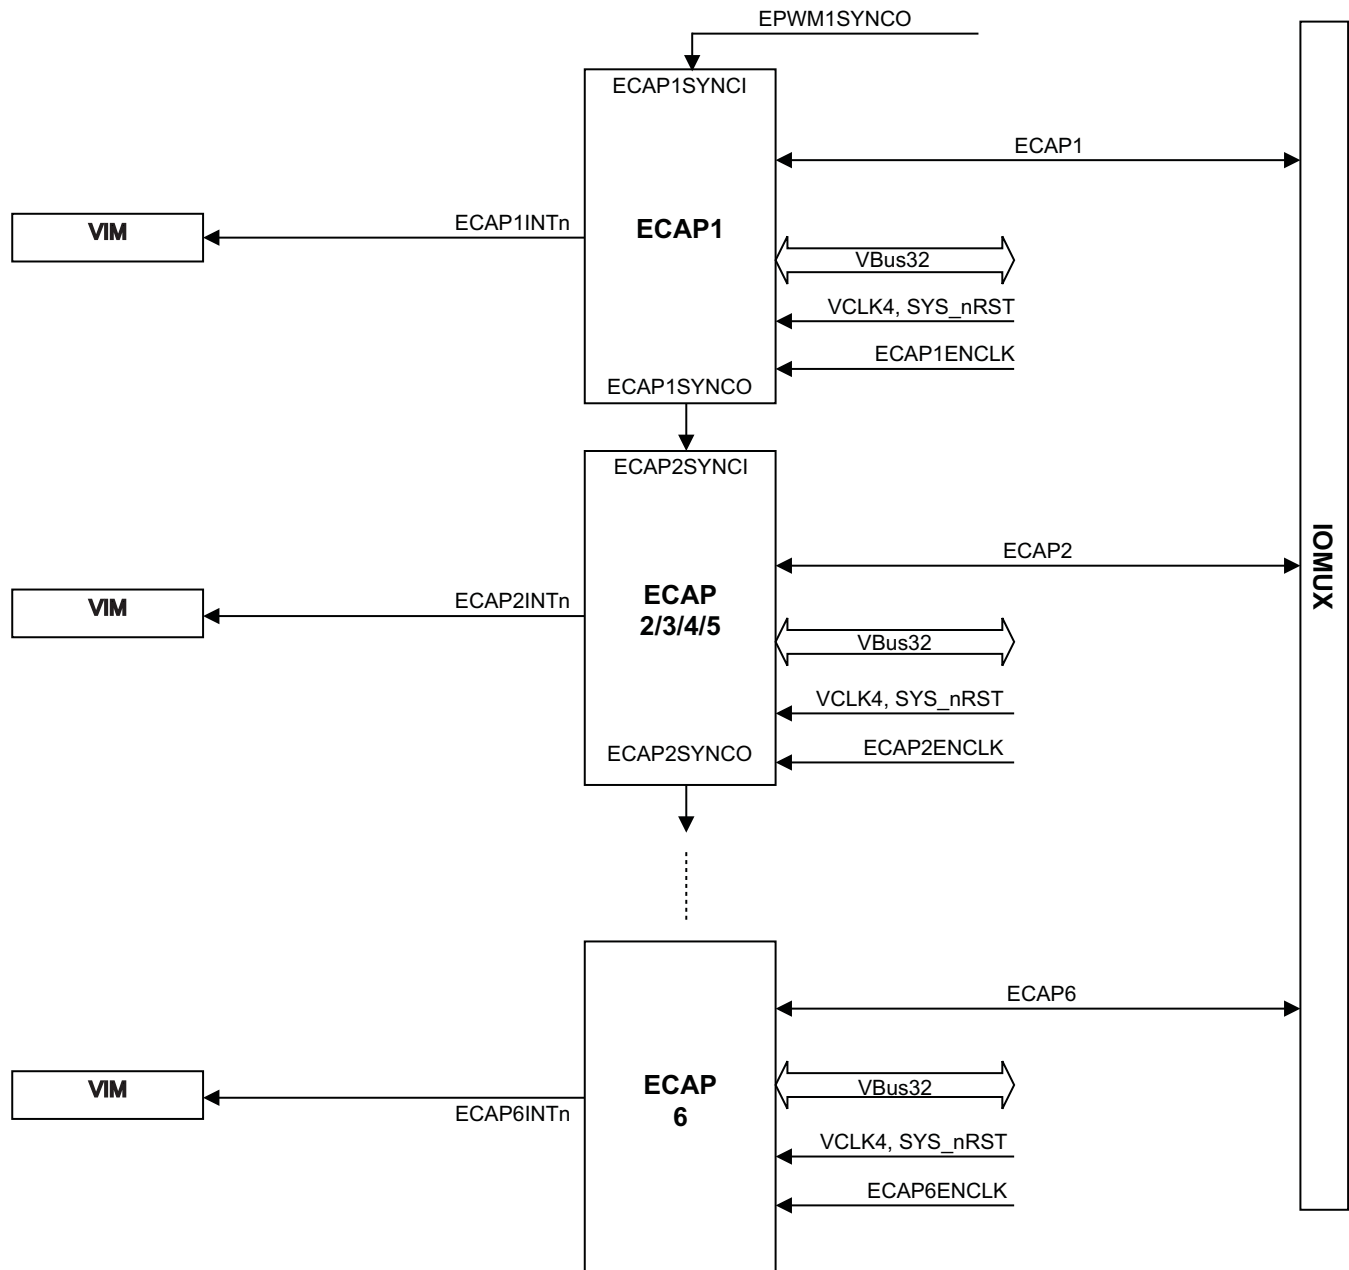 EPWM1SYNCO
ECAP1SYNCI
ECAP1
ECAP1INTn
VIM
ECAP1
VBus32
VCLK4, SYS_nRST
ECAP1ENCLK
ECAP1SYNCO
ECAP2SYNCI
IOMUX
ECAP2
ECAP2INTn
VIM
ECAP
2/3/4/5
VBus32
VCLK4, SYS_nRST
ECAP2SYNCO
ECAP2ENCLK
ECAP6
VIM
ECAP6INTn
ECAP
6
VBus32
VCLK4, SYS_nRST
ECAP6ENCLK